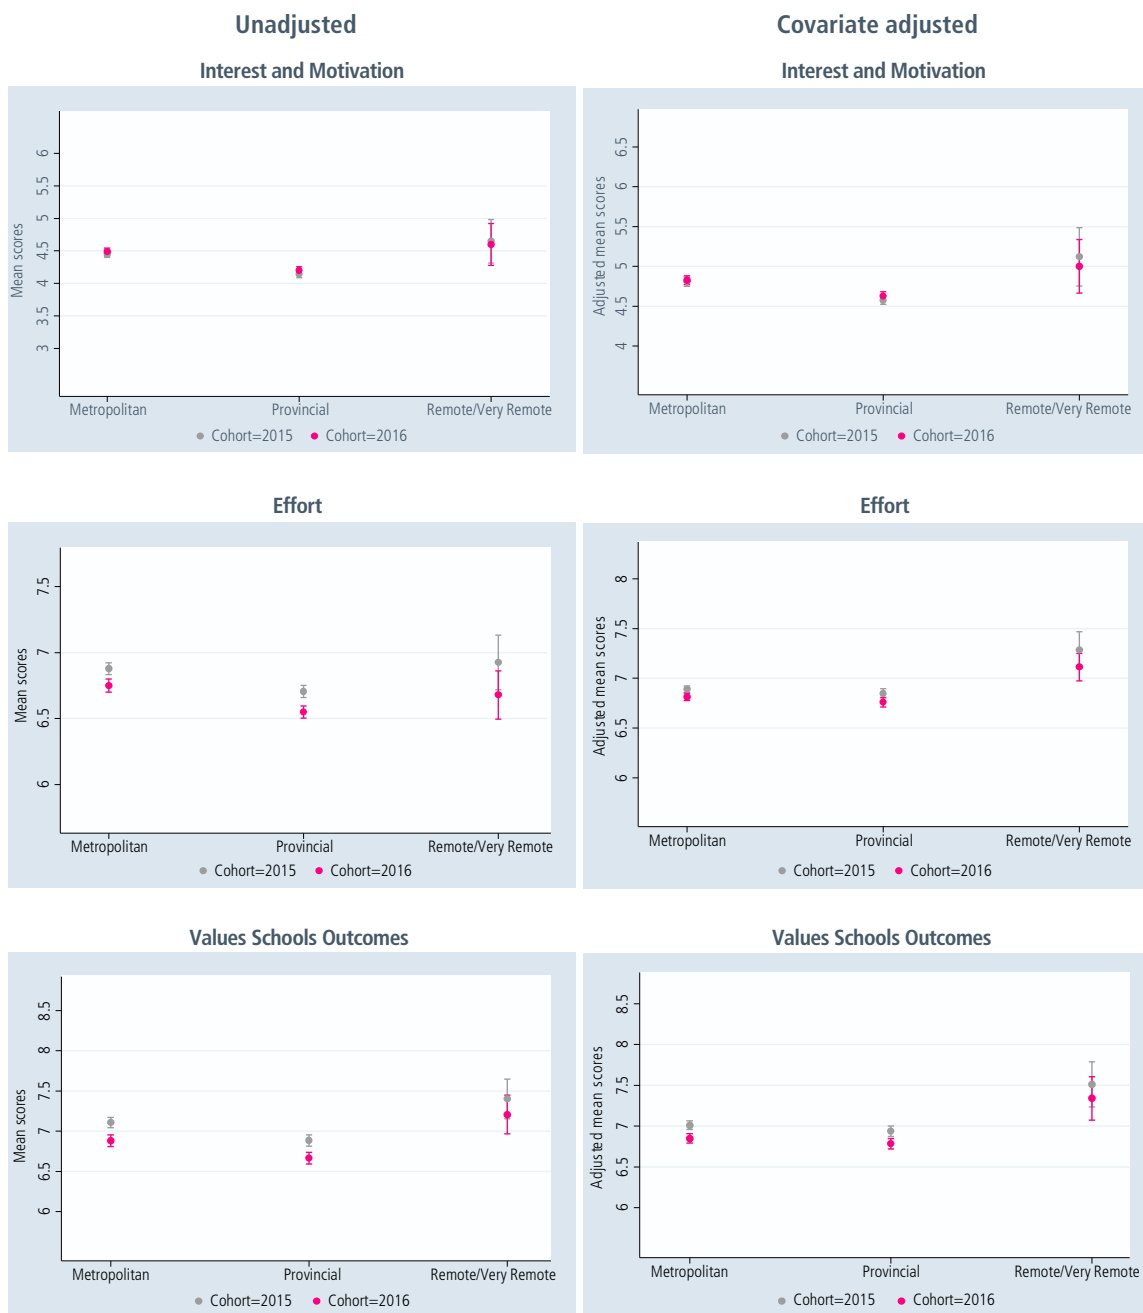 Unadjusted
Covariate adjusted
Interest and Motivation
Mean scores
6
5.5
5
4.5
4
3.5
3
Metropolitan Provincial Remote/Very Remote
Cohort=2015 Cohort=2016
Interest and Motivation
Adjusted mean scores
6.5
6
5.5
5
4.5
4
Metropolitan Provincial Remote/Very Remote
Cohort=2015 Cohort=2016
Effort
Mean scores
7.5
7
6.5
6
Metropolitan Provincial Remote/Very Remote
Cohort=2015 Cohort=2016
Effort
Adjusted mean scores
8
7.5
7
6.5
6
Metropolitan Provincial Remote/Very Remote
Cohort=2015 Cohort=2016
Values Schools Outcomes
Mean scores
8.5
8
7.5
7
6.5
6
Metropolitan Provincial Remote/Very Remote
Cohort=2015 Cohort=2016
Values Schools Outcomes
Adjusted mean scores
8.5
8
7.5
7
6.5
6
Metropolitan Provincial Remote/Very Remote
Cohort=2015 Cohort=2016